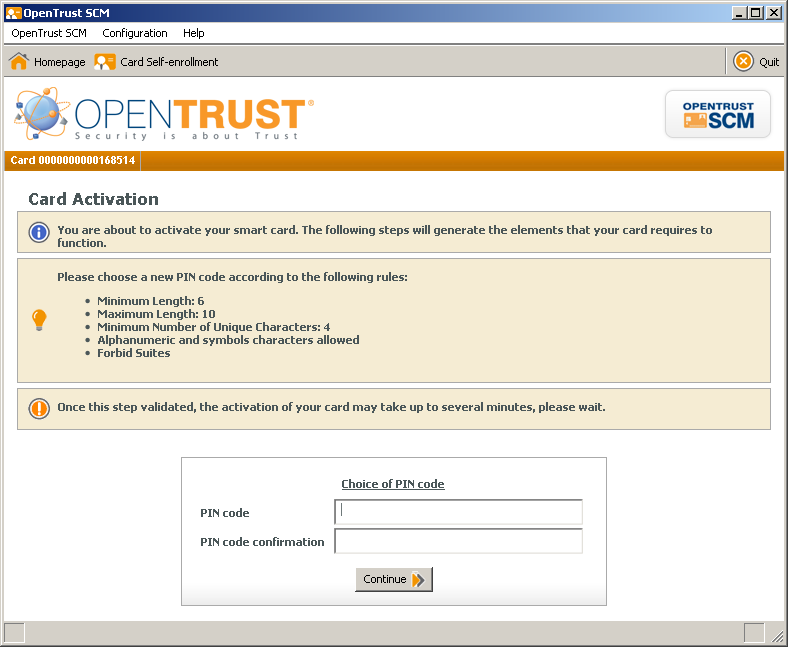 OpenTrust SCM
OpenTrust SCM Configuration Help
Homepage Card Self-enrollment Quit
OPENTRUST®
Security is about Trust
OPENTRUST
SCM
Card 0000000000168514
Card Activation
You are about to activate your smart card. The following steps will generate the elements that your card requires to
function.
Please choose a new PIN code according to the following rules:
• Minimum Length: 6
• Maximum Length: 10
• Minimum Number of Unique Characters: 4
• Alphanumeric and symbols characters allowed
• Forbid Suites
Once this step validated, the activation of your card may take up to several minutes, please wait.
Choice of PIN code
PIN code
PIN code confirmation
Continue